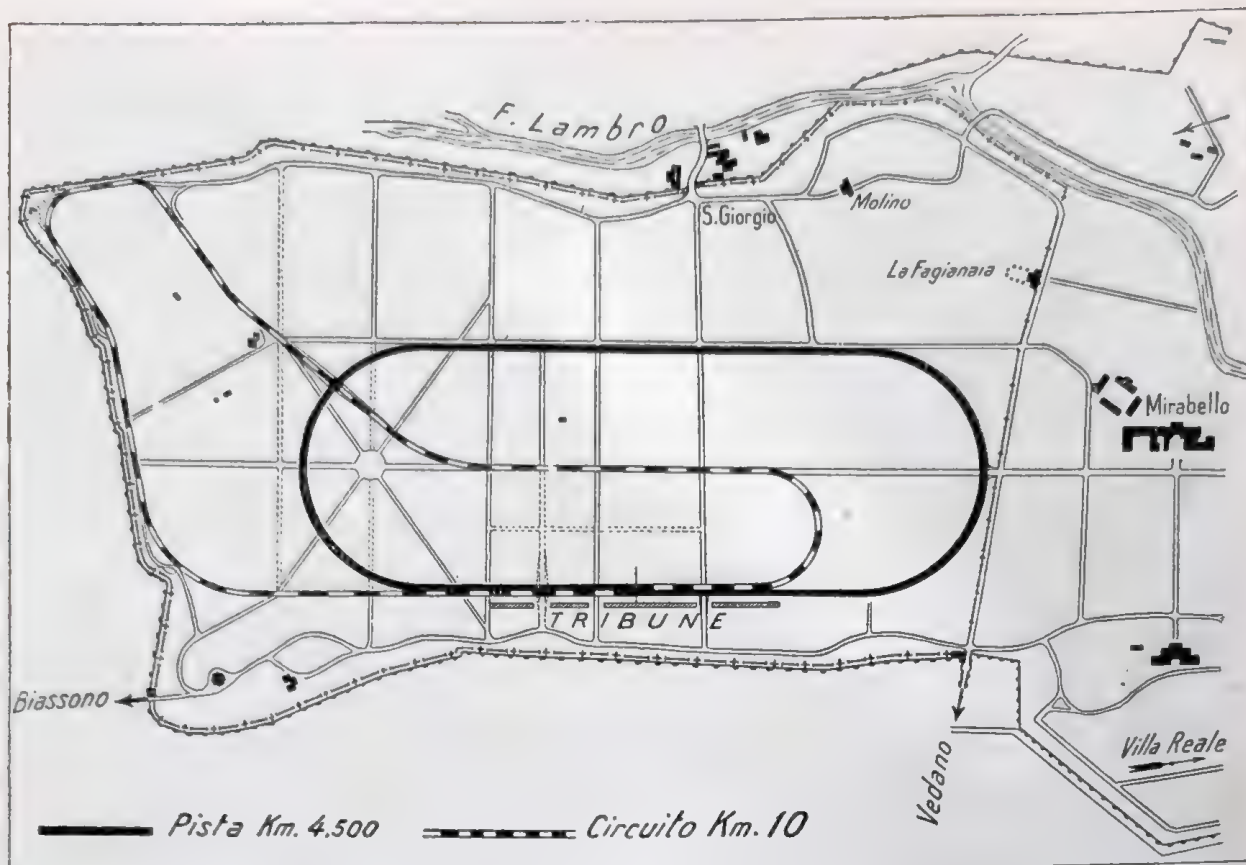 F. Lambro
S. Giorgio
Molino
La Fagianaia
Mirabello
TRIBUNE
Biassono
Vedano
Villa Reale
Pista Km. 4.500
Circuito Km. 10